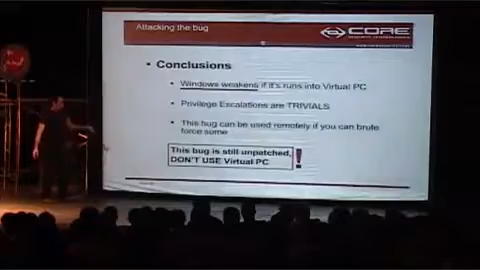 Attacking the bug
CORE
Conclusions
Windows weakens if it's runs into Virtual PC
Privilege Escalations are TRIVIALS
This bug can be used remotely if you can brute
force some
This bug is still unpatched,
DON'T USE Virtual PC
!